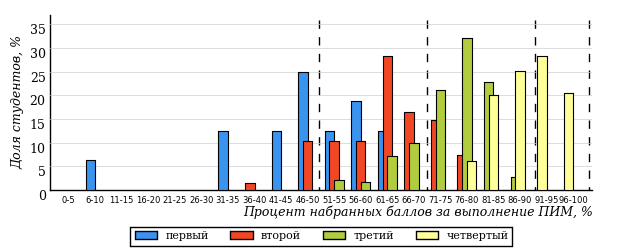 Доля студентов, %
35
30
25
20
15
10
5
0
0-5 6-10 11-15 16-20 21-25 26-30 31-35 36-40 41-45 46-50 51-55 56-60 61-65 66-70 71-75 76-80 81-85 86-90 91-95 96-100
Процент набранных баллов за выполнение ПИМ, %
первый второй третий четвертый